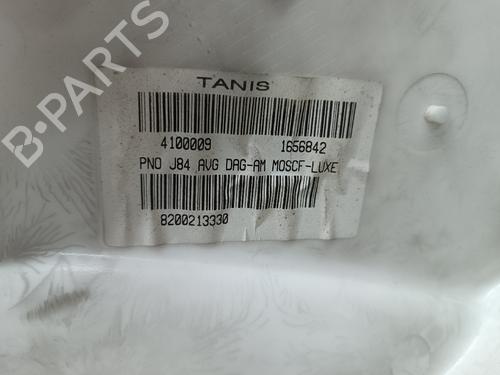 TANIS
4100009 1656842
PNO J84 AVG DAG-AM MOSCF-LUXE
8200213330
B-PARTS